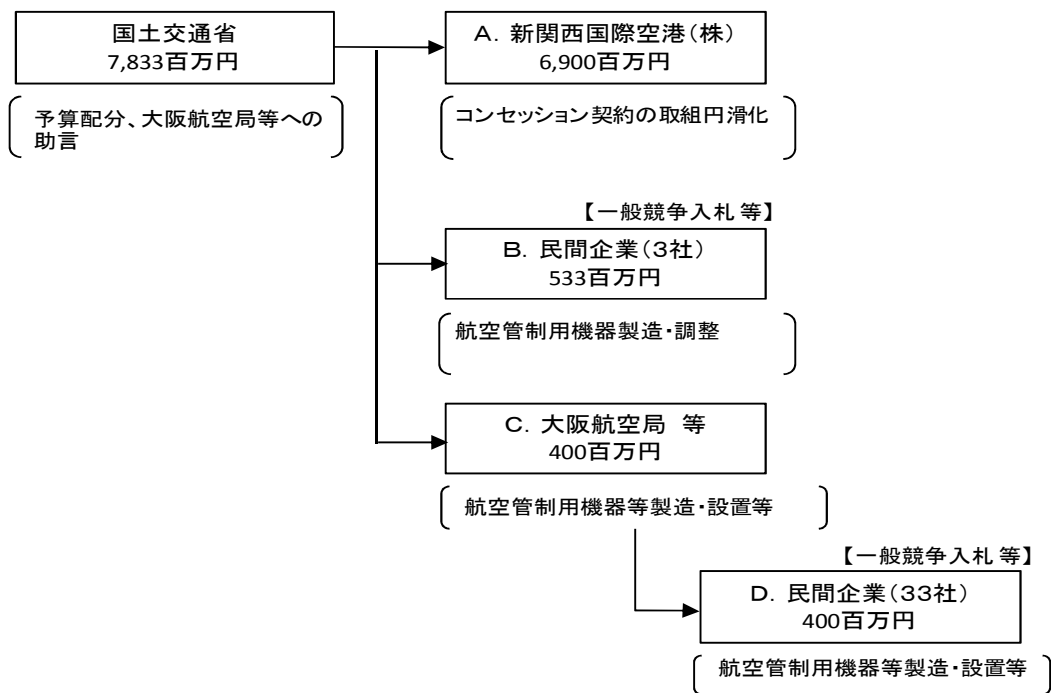 国土交通省
7,833百万円
予算配分、大阪航空局等への
助言
A．新関西国際空港（株）
6,900百万円
コンセッション契約の取組円滑化
【一般競争入札等】
B．民間企業（3社）
533百万円
航空管制用機器製造・調整
C．大阪航空局　等
400百万円
航空管制用機器等製造・設置等
【一般競争入札等】
D．民間企業（33社）
400百万円
航空管制用機器等製造・設置等